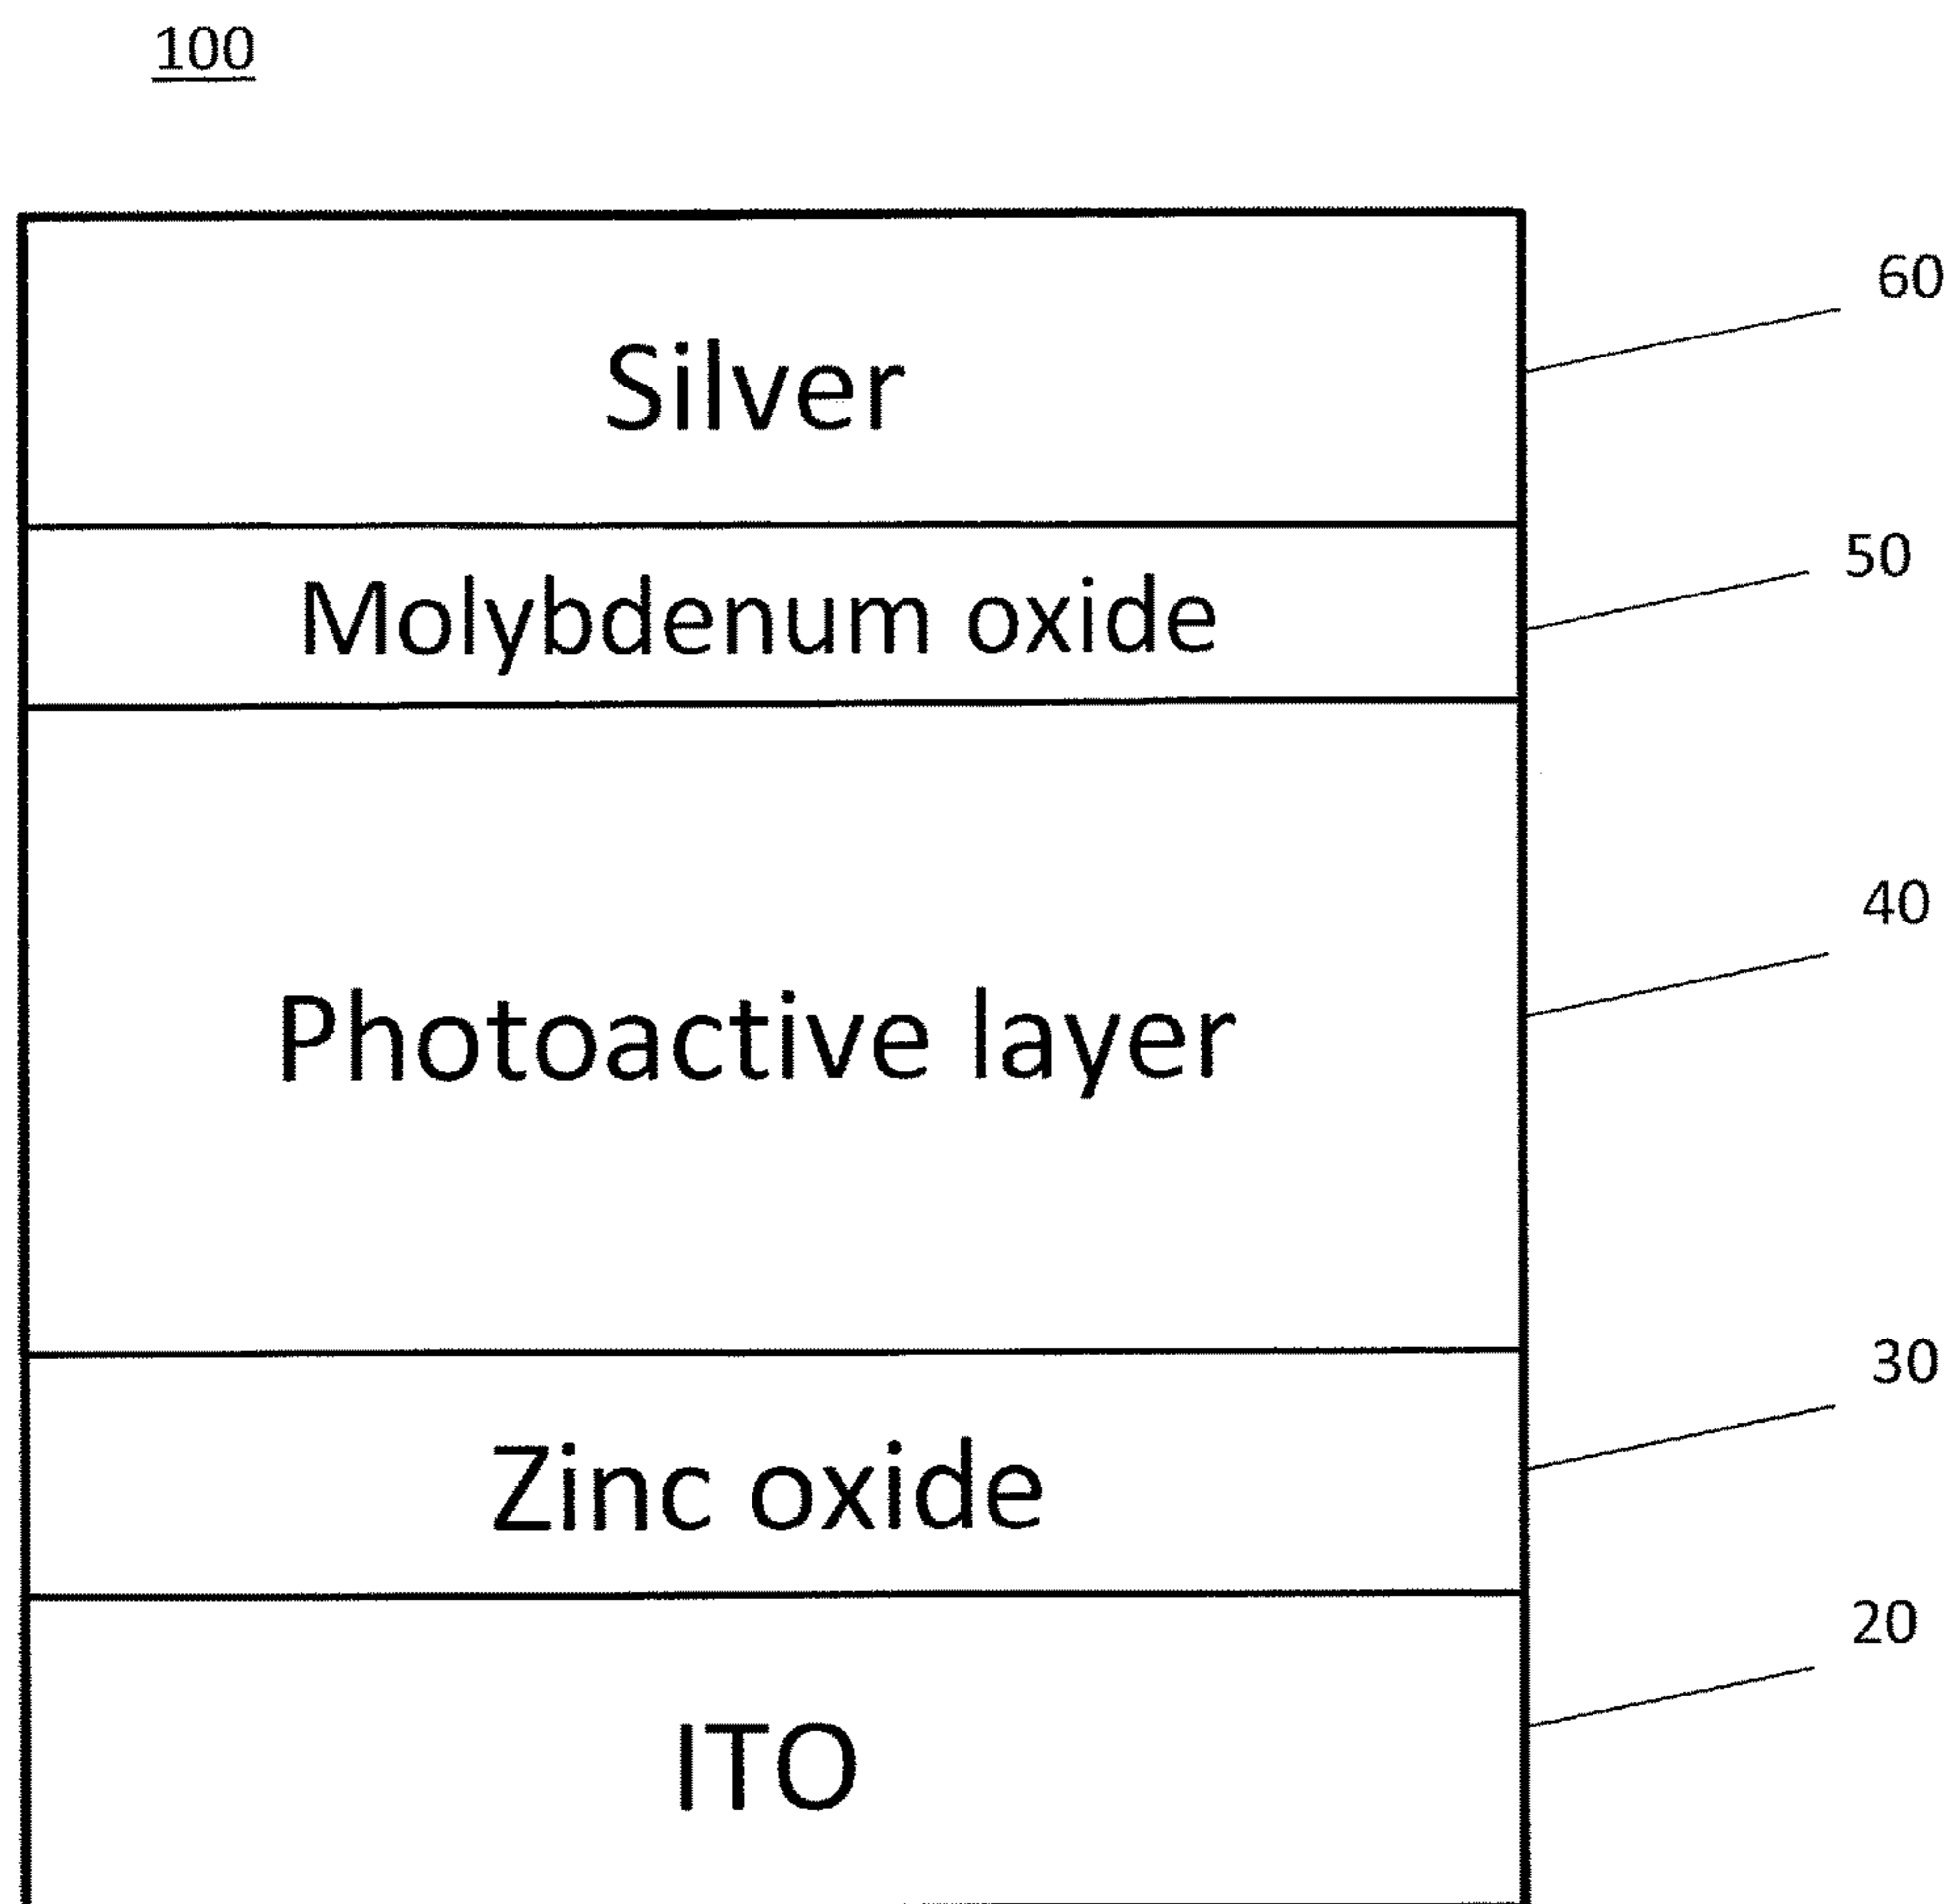 100
60
Silver
50
Molybdenum oxide
40
Photoactive layer
30
Zinc oxide
20
ITO